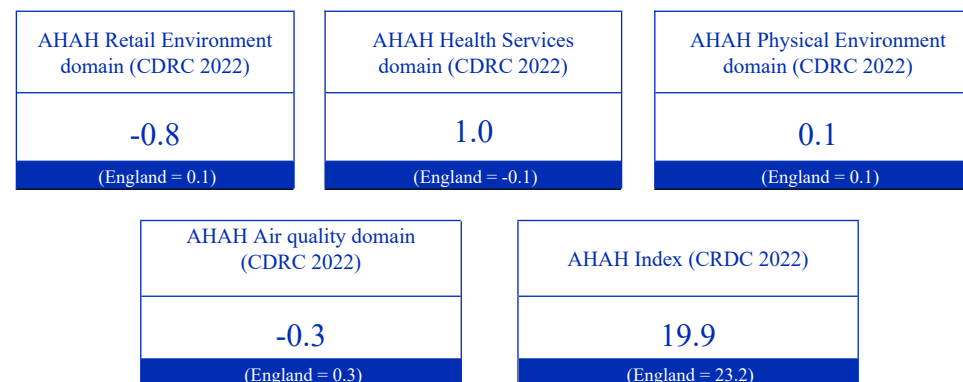 AHAH Retail Environment
domain (CDRC 2022)
-0.8
(England = 0.1)
AHAH Health Services
domain (CDRC 2022)
1.0
(England = -0.1)
AHAH Physical Environment
domain (CDRC 2022)
0.1
(England = 0.1)
AHAH Air quality domain
(CDRC 2022)
-0.3
(England = 0.3)
AHAH Index (CRDC 2022)
19.9
(England = 23.2)